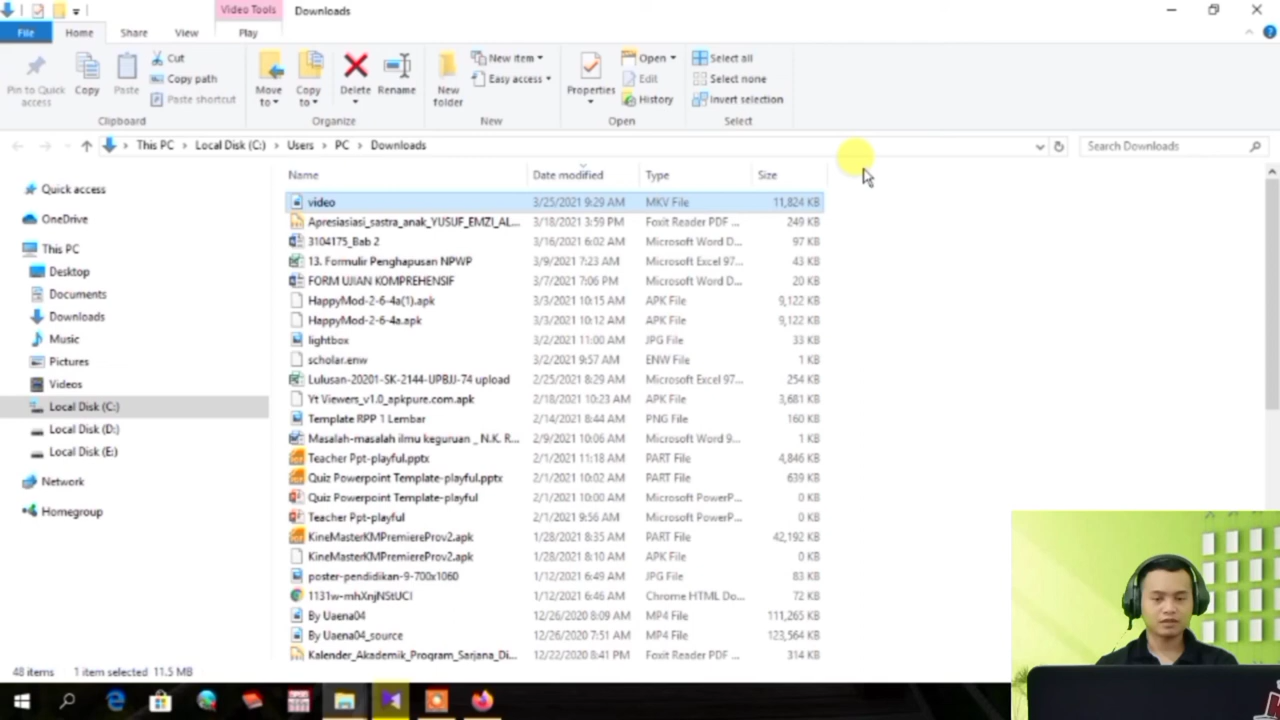 Video Tools Downloads
File Home Share View Play
Pin to Quick access
Copy
Paste
Cut
Copy path
Paste shortcut
Clipboard
Move to
Copy to
Delete
Rename
Organize
New folder
New item
Easy access
New
Properties
Open
Edit
History
Open
Select all
Select none
Invert selection
Select
This PC Local Disk (C:) Users PC Downloads
Search Downloads
Quick access
OneDrive
This PC
Desktop
Documents
Downloads
Music
Pictures
Videos
Local Disk (C:)
Local Disk (D:)
Local Disk (E:)
Network
Homegroup
Name Date modified Type Size
video 3/25/2021 9:29 AM MKV File 11,824 KB
Apresiasiasi_sastra_anak_YUSUF_EMZI_AL... 3/18/2021 3:59 PM Foxit Reader PDF ... 249 KB
3104175_Bab 2 3/16/2021 6:02 AM Microsoft Word D... 97 KB
13. Formulir Penghapusan NPWP 3/9/2021 7:23 AM Microsoft Excel 97... 43 KB
FORM UJIAN KOMPREHENSIF 3/7/2021 7:06 PM Microsoft Word D... 20 KB
HappyMod-2-6-4a(1).apk 3/3/2021 10:15 AM APK File 9,122 KB
HappyMod-2-6-4a.apk 3/3/2021 10:12 AM APK File 9,122 KB
lightbox 3/2/2021 11:00 AM JPG File 33 KB
scholar.enw 3/2/2021 9:57 AM ENW File 1 KB
Lulusan-20201-SK-2144-UPBJJ-74 upload 2/25/2021 8:29 AM Microsoft Excel 97... 254 KB
Yt Viewers_v1.0_apkpure.com.apk 2/18/2021 10:23 AM APK File 3,681 KB
Template RPP 1 Lembar 2/14/2021 8:44 AM PNG File 160 KB
Masalah-masalah ilmu keguruan _ N.K. R... 2/9/2021 10:06 AM Microsoft Word 9... 1 KB
Teacher Ppt-playful.pptx 2/1/2021 11:18 AM PART File 4,846 KB
Quiz Powerpoint Template-playful.pptx 2/1/2021 10:02 AM PART File 639 KB
Quiz Powerpoint Template-playful 2/1/2021 10:00 AM Microsoft PowerP... 0 KB
Teacher Ppt-playful 2/1/2021 9:56 AM Microsoft PowerP... 0 KB
KineMasterKMPremiereProv2.apk 1/28/2021 8:35 AM PART File 42,192 KB
KineMasterKMPremiereProv2.apk 1/28/2021 8:10 AM APK File 0 KB
poster-pendidikan-9-700x1060 1/12/2021 6:49 AM JPG File 83 KB
1131w-mhXnjNStUCI 1/12/2021 6:46 AM Chrome HTML Do... 72 KB
By Uaena04 12/26/2020 8:09 AM MP4 File 111,265 KB
By Uaena04_source 12/26/2020 7:51 AM MP4 File 123,564 KB
Kalender_Akademik_Program_Sarjana_Di... 12/22/2020 8:41 PM Foxit Reader PDF ... 314 KB
48 items 1 item selected 11.5 MB